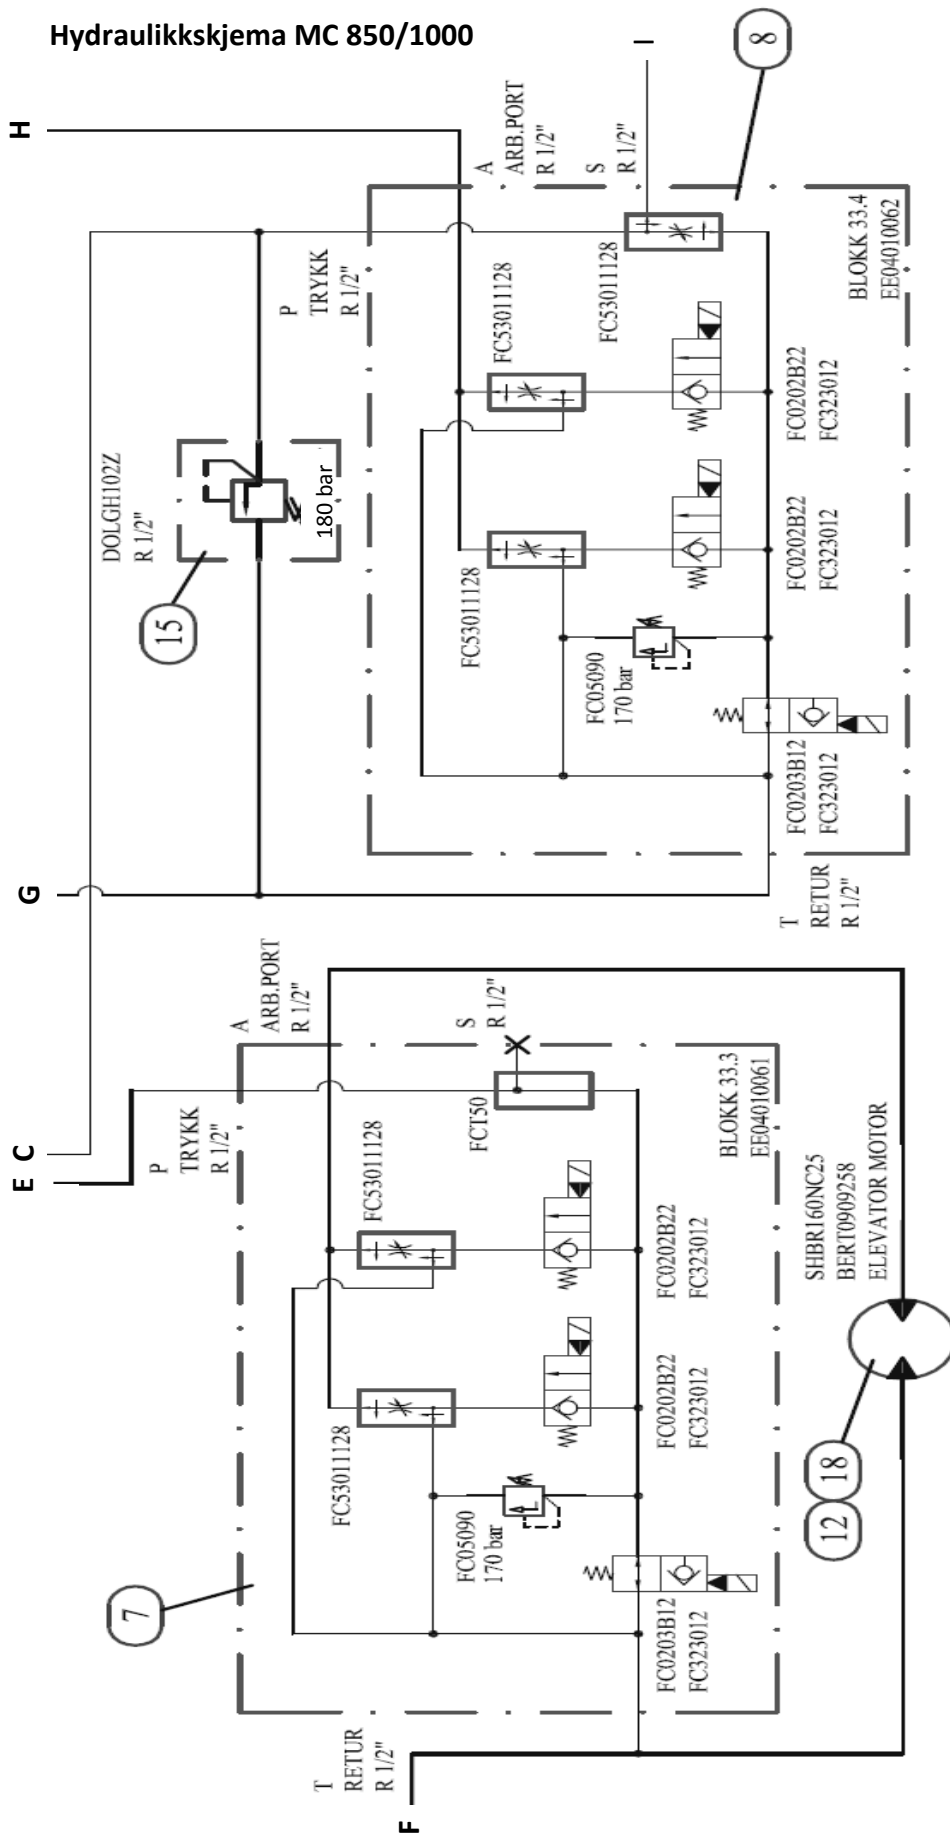 Hydraulikkskjema MC 850/1000
H
I
8
A
ARB.PORT
R 1/2"
S
R 1/2"
P
TRYKK
R 1/2"
FC53011128
FC53011128
BLOKK 33.4
EE04010062
DOLGH102Z
R 1/2"
180 bar
15
FC53011128
FC0202B22
FC323012
FC0202B22
FC323012
FC05090
170 bar
FC0203B12
FC323012
G
T
RETUR
R 1/2"
A
ARB.PORT
R 1/2"
S
R 1/2"
C
E
P
TRYKK
R 1/2"
FCT50
BLOKK 33.3
EE04010061
FC53011128
FC53011128
FC0202B22
FC323012
FC0202B22
FC323012
SHBR160NC25
BERT0909258
ELEVATOR MOTOR
FC05090
170 bar
12
18
7
FC0203B12
FC323012
T
RETUR
R 1/2"
F